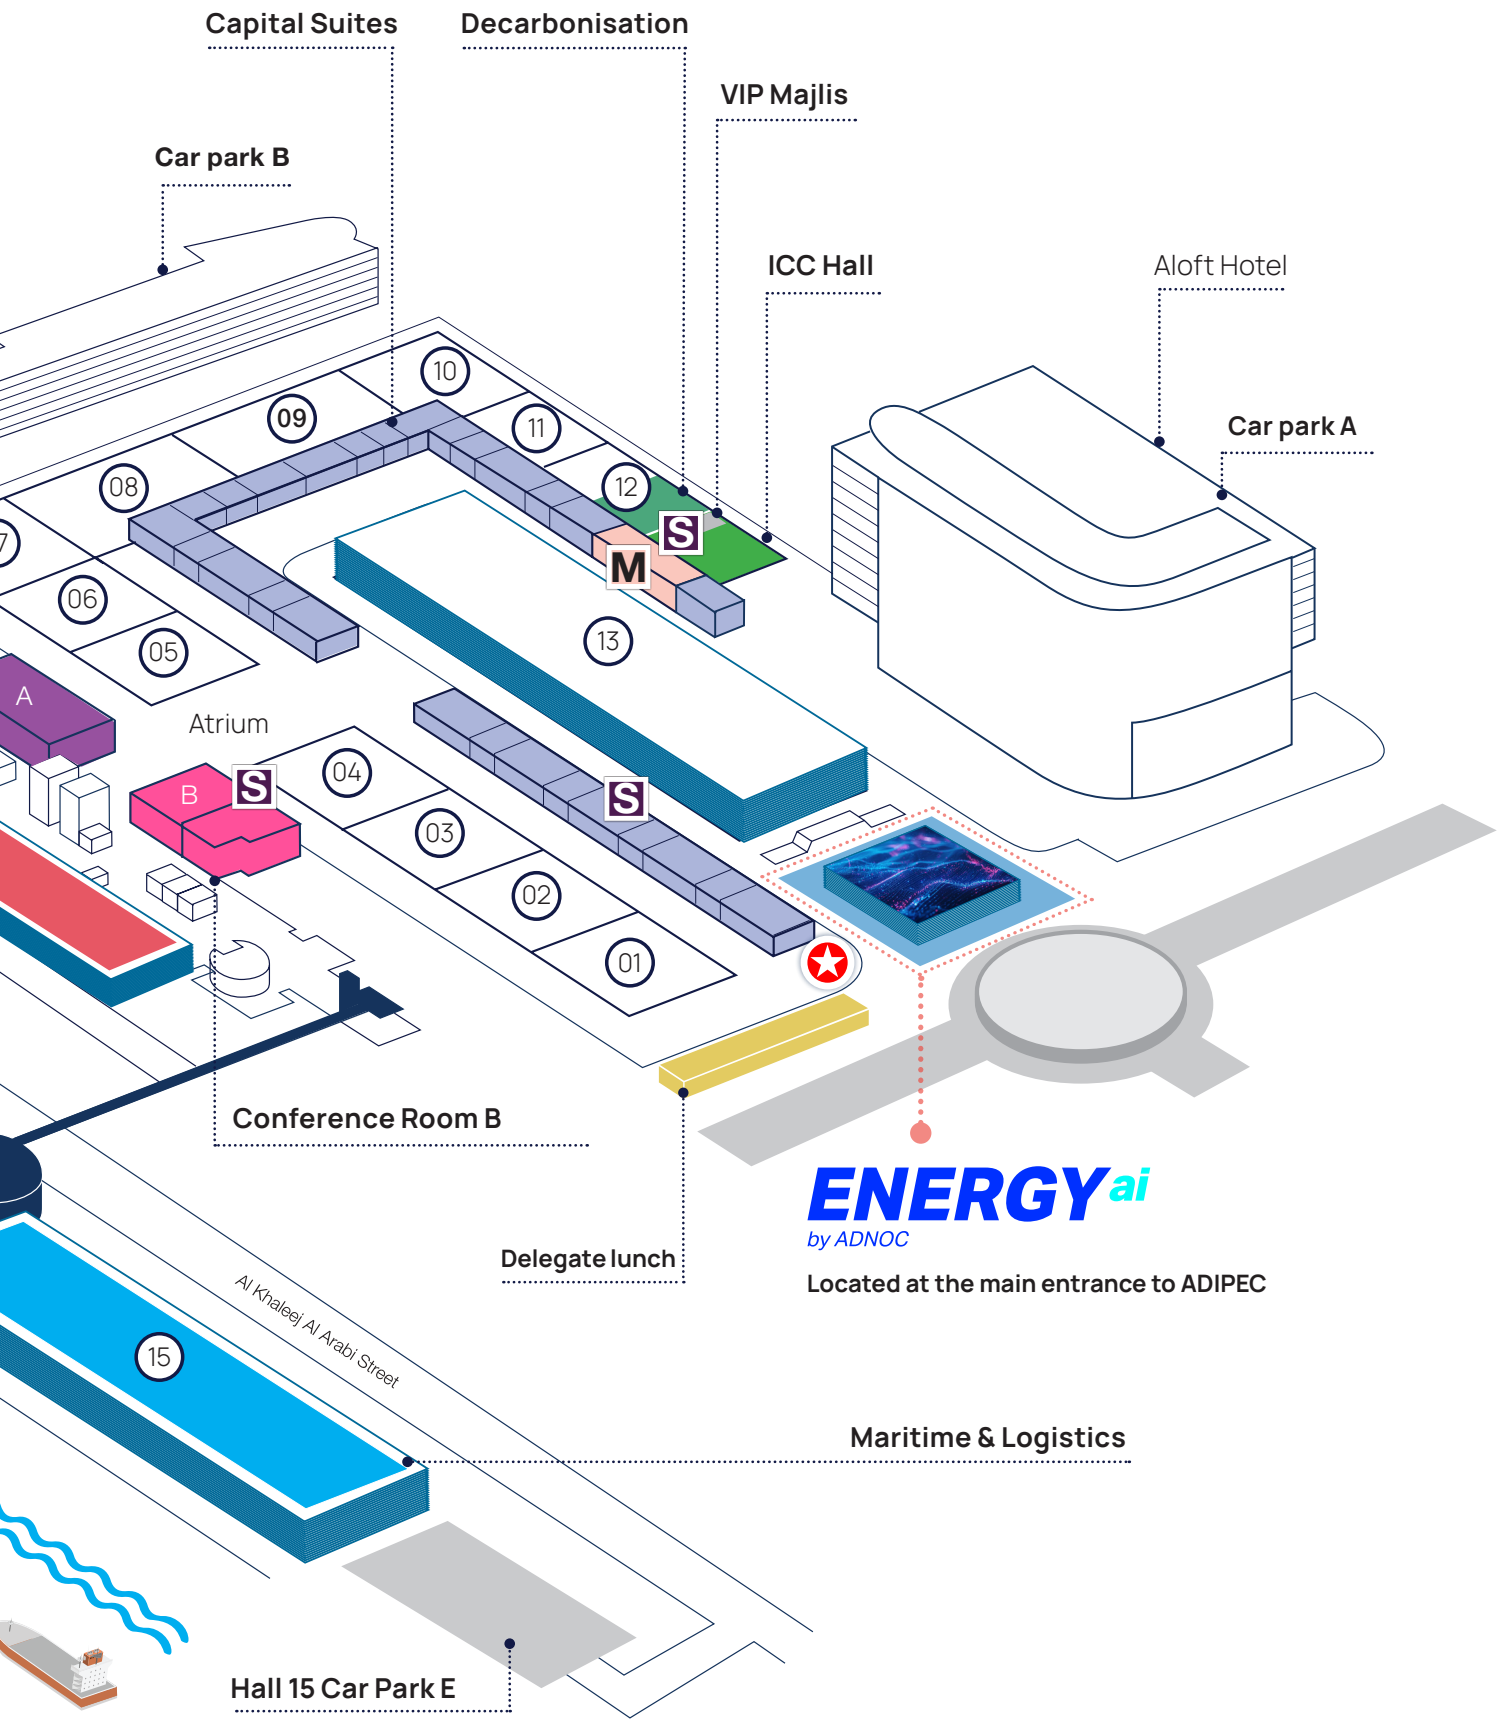 Capital Suites
Decarbonisation
VIP Majlis
Car park B
ICC Hall
Aloft Hotel
10
09
11
Car park A
08
12
S
7
M
06
13
05
A
Atrium
04
B
S
S
03
02
01
Conference Room B
ENERGYai
by ADNOC
Delegate lunch
Located at the main entrance to ADIPEC
Al Khaleej Al Arabi Street
15
Maritime & Logistics
Hall 15 Car Park E